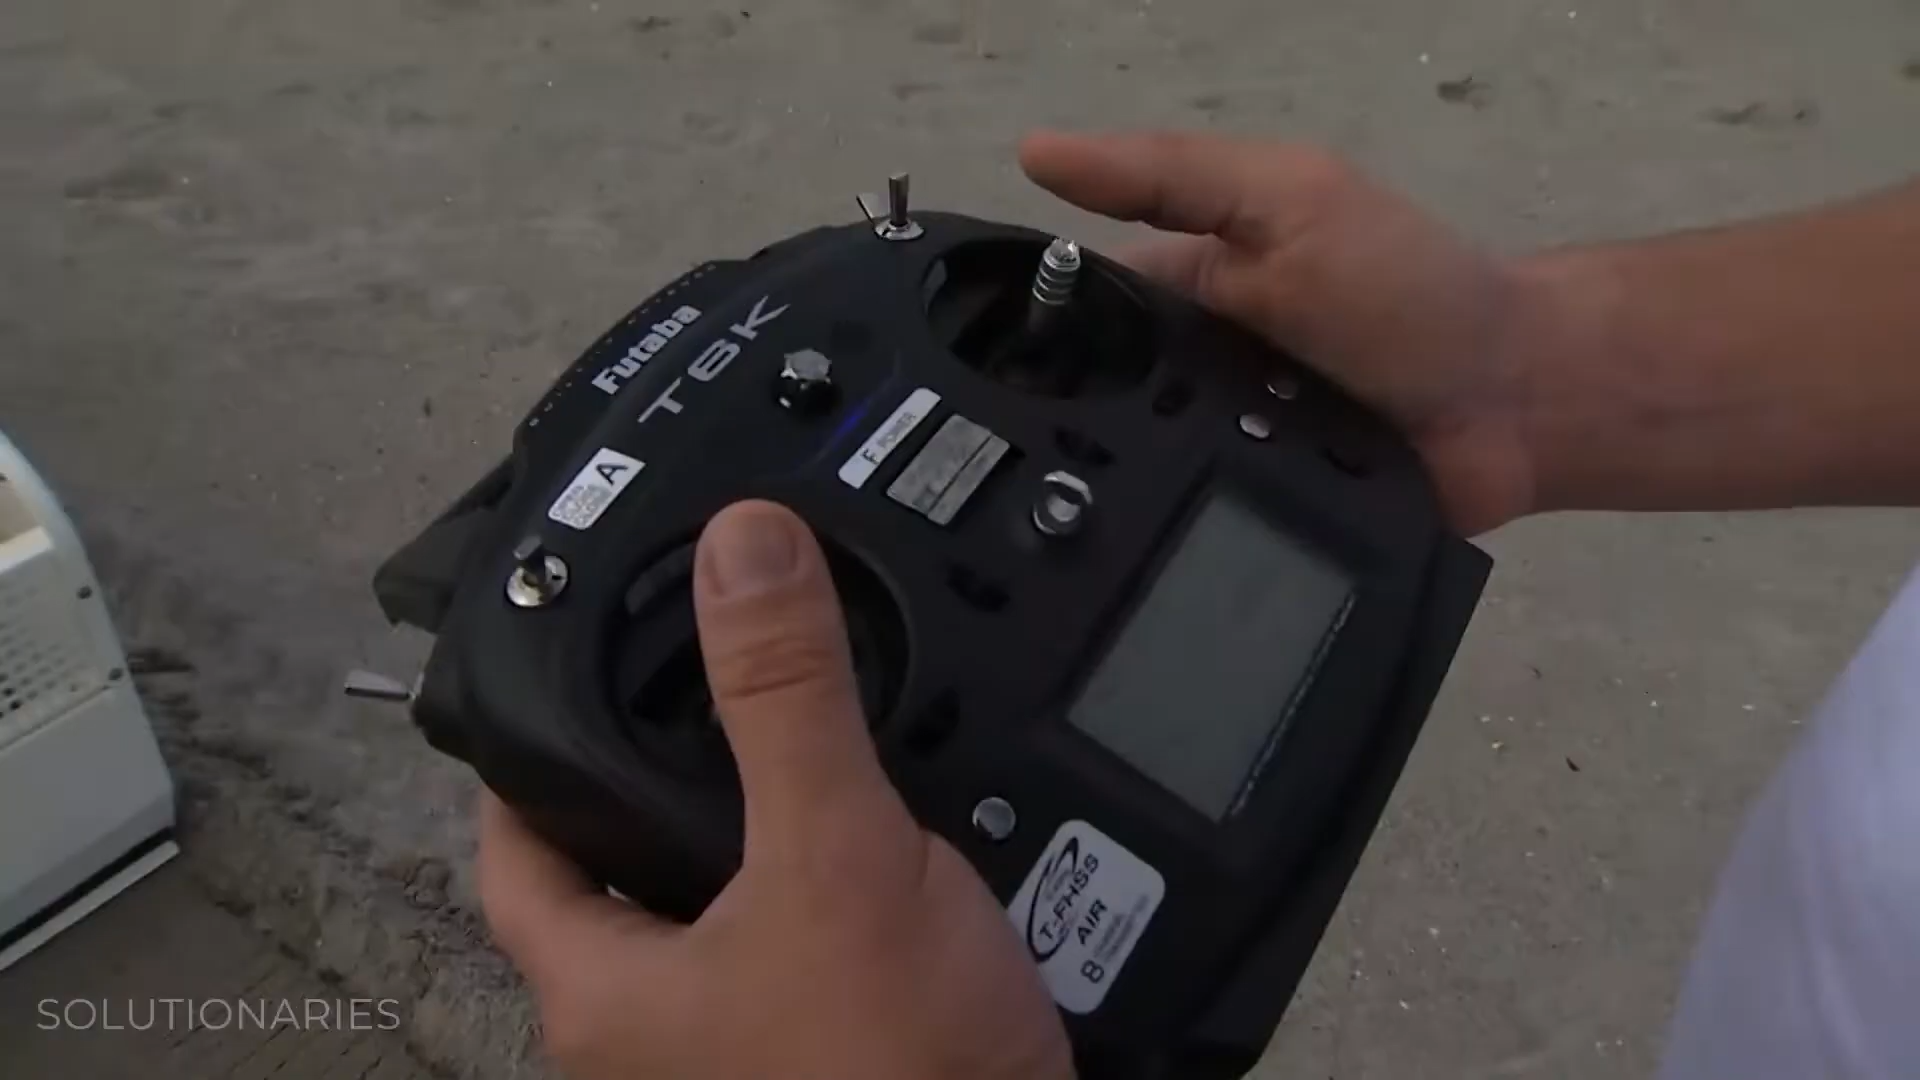 Futaba
T6K
F POWER
A
T-FHSS
AIR
8
SOLUTIONARIES